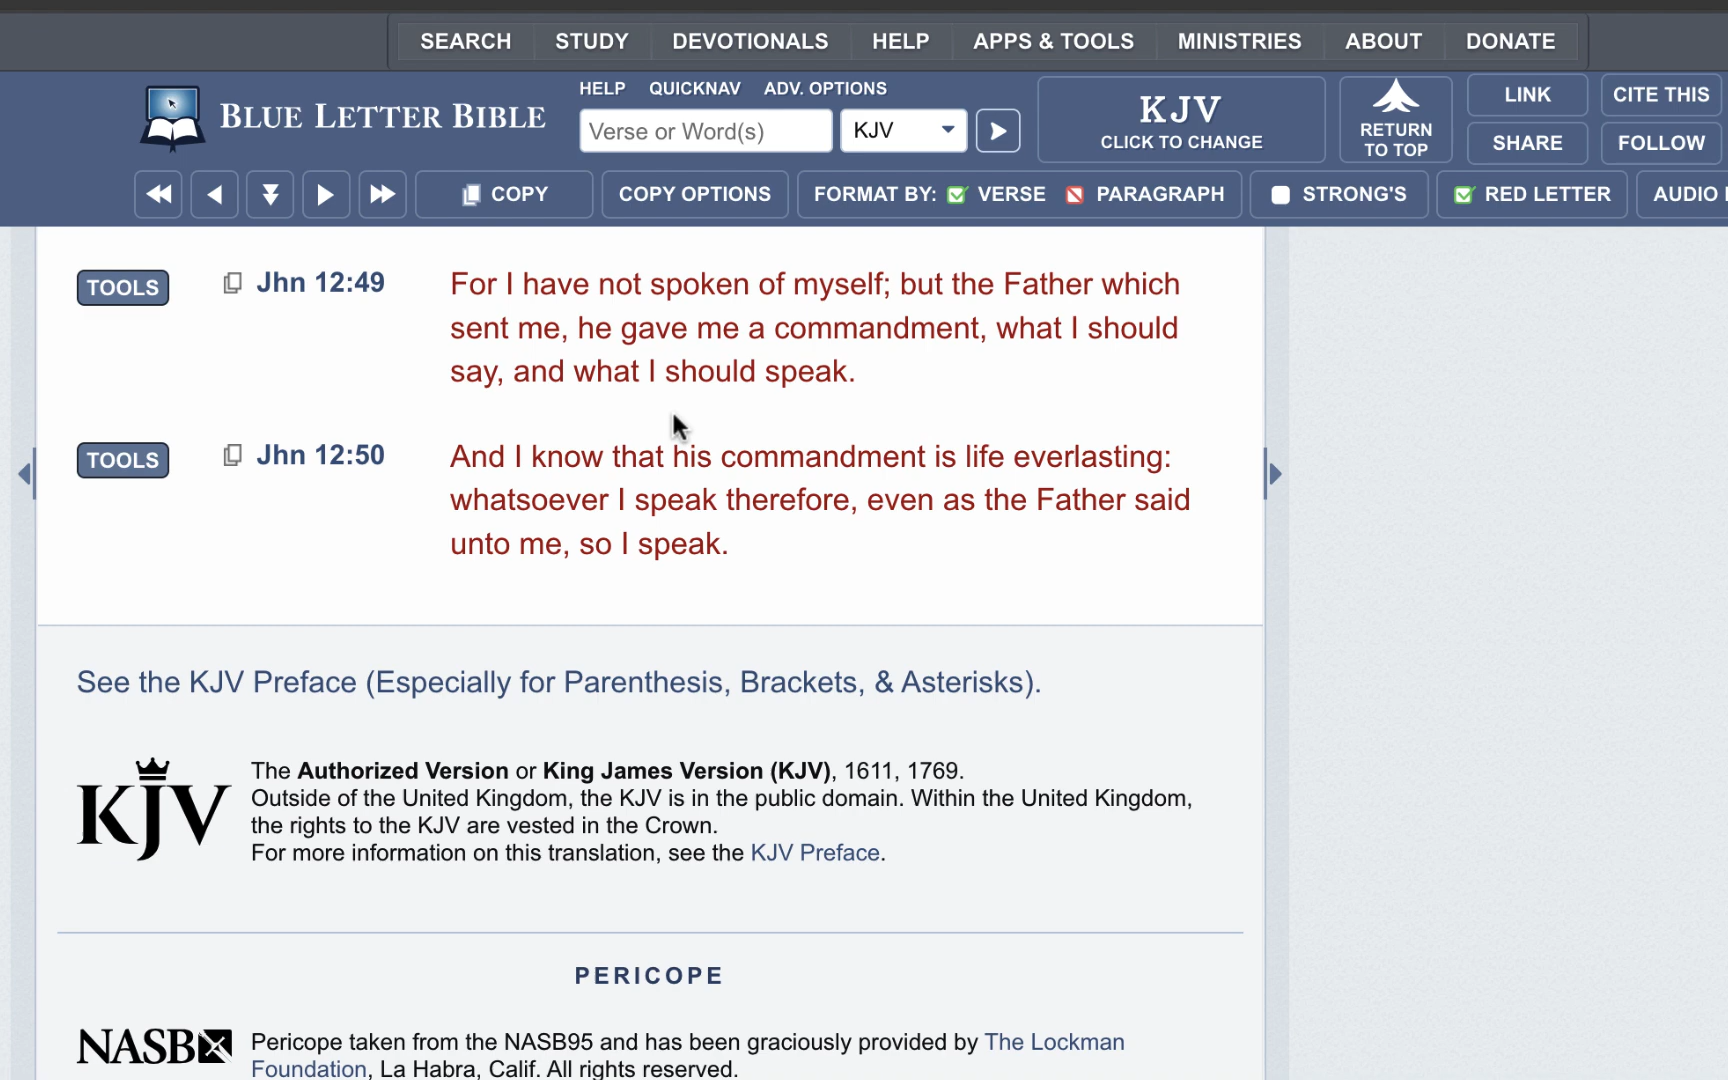 SEARCH STUDY DEVOTIONALS HELP APPS & TOOLS MINISTRIES ABOUT DONATE
BLUE LETTER BIBLE
HELP QUICKNAV ADV. OPTIONS
Verse or Word(s) KJV
KJV
CLICK TO CHANGE
RETURN
TO TOP
LINK CITE THIS
SHARE FOLLOW
COPY COPY OPTIONS FORMAT BY: VERSE PARAGRAPH STRONG'S RED LETTER AUDIO
TOOLS Jhn 12:49 For I have not spoken of myself; but the Father which
sent me, he gave me a commandment, what I should
say, and what I should speak.
TOOLS Jhn 12:50 And I know that his commandment is life everlasting:
whatsoever I speak therefore, even as the Father said
unto me, so I speak.
See the KJV Preface (Especially for Parenthesis, Brackets, & Asterisks).
KJV
The Authorized Version or King James Version (KJV), 1611, 1769.
Outside of the United Kingdom, the KJV is in the public domain. Within the United Kingdom,
the rights to the KJV are vested in the Crown.
For more information on this translation, see the KJV Preface.
PERICOPE
NASB
Pericope taken from the NASB95 and has been graciously provided by The Lockman
Foundation, La Habra, Calif. All rights reserved.